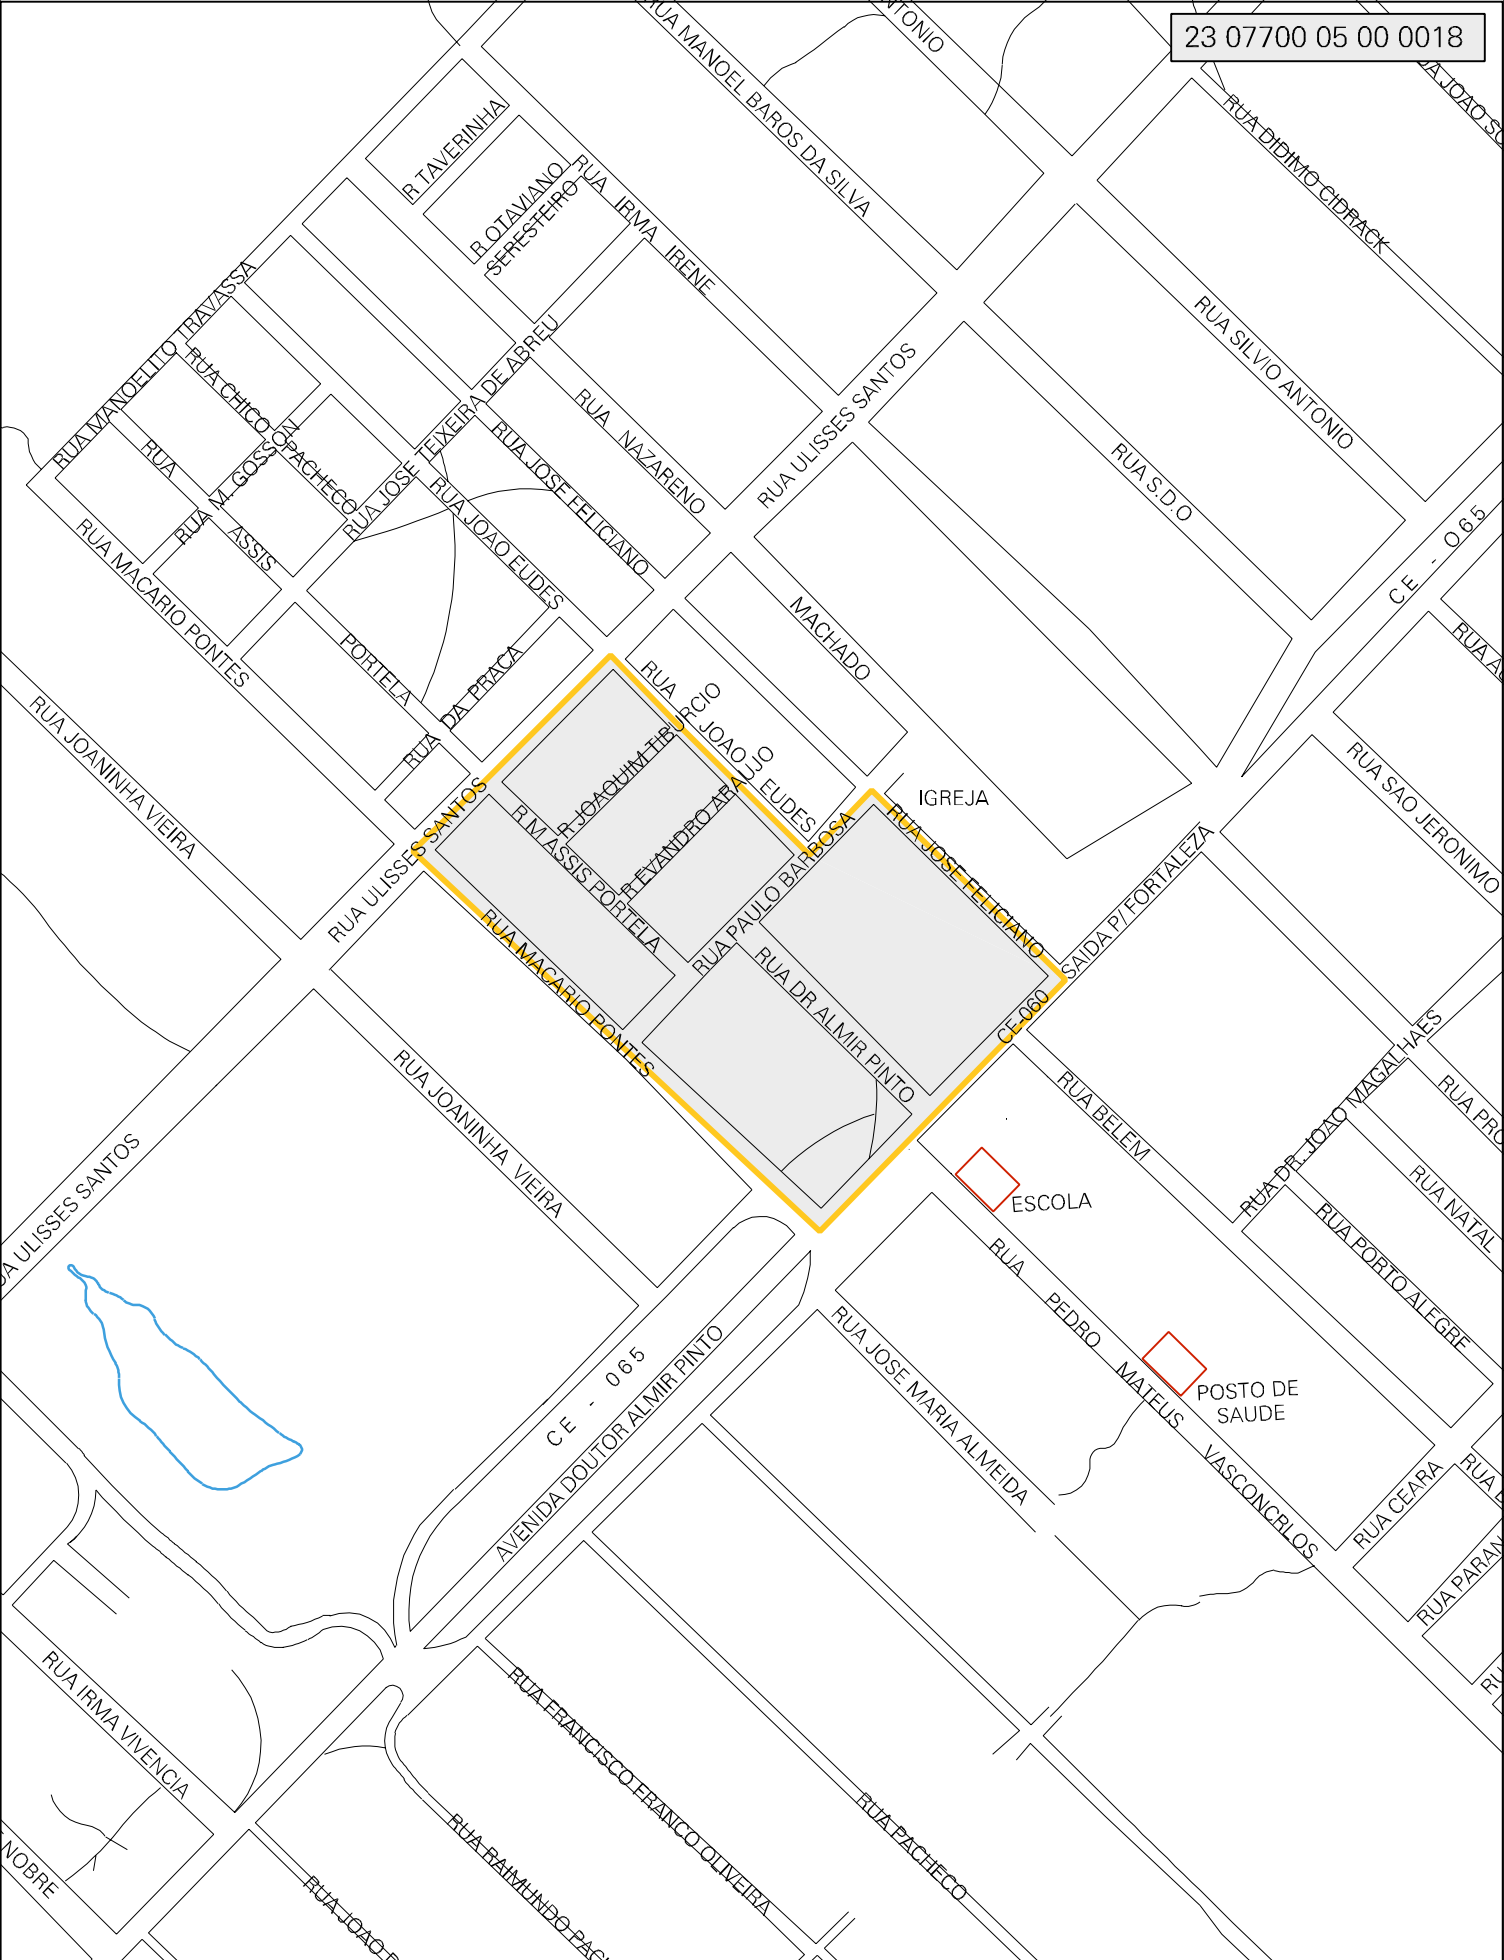 23 07700 05 00 0018
RUA MANOEL BAROS DA SILVA
RUA DIDIMO CIDRACK
R TAVERINHA
R OTAVIANO
SERESTEIRO
RUA IRMA IRENE
RUA MANOELITO TRAVASSA
RUA SILVIO ANTONIO
RUA CHICO PACHECO
RUA JOSE TEIXEIRA DE ABREU
RUA ULISSES SANTOS
RUA NAZARENO
RUA M. GOSSON
RUA JOSE FELICIANO
RUA S.D.O
RUA ASSIS
PORTELA
RUA JOAO EUDES
CE - 065
RUA MACARIO PONTES
MACHADO
RUA DA PRACA
RUA JOANINHA VIEIRA
RUA JOAO EUDES
R JOAQUIM TIBURCIO
R EVANDRO ARAUJO
R M ASSIS PORTELA
RUA ULISSES SANTOS
RUA PAULO BARBOSA
IGREJA
RUA JOSE FELICIANO
RUA SAO JERONIMO
SAIDA P/ FORTALEZA
RUA MACARIO PONTES
RUA DR ALMIR PINTO
CE-060
RUA BELEM
RUA DR. JOAO MAGALHAES
RUA JOANINHA VIEIRA
RUA NATAL
ESCOLA
RUA PORTO ALEGRE
RUA PEDRO MATEUS VASCONCRLOS
ULISSES SANTOS
POSTO DE
SAUDE
RUA JOSE MARIA ALMEIDA
CE - 065
AVENIDA DOUTOR ALMIR PINTO
RUA CEARA
RUA IRMA VIVENCIA
RUA FRANCISCO FRANCO OLIVEIRA
RUA PACHECO
RUA RAIMUNDO
RUA JOAO
NOBRE